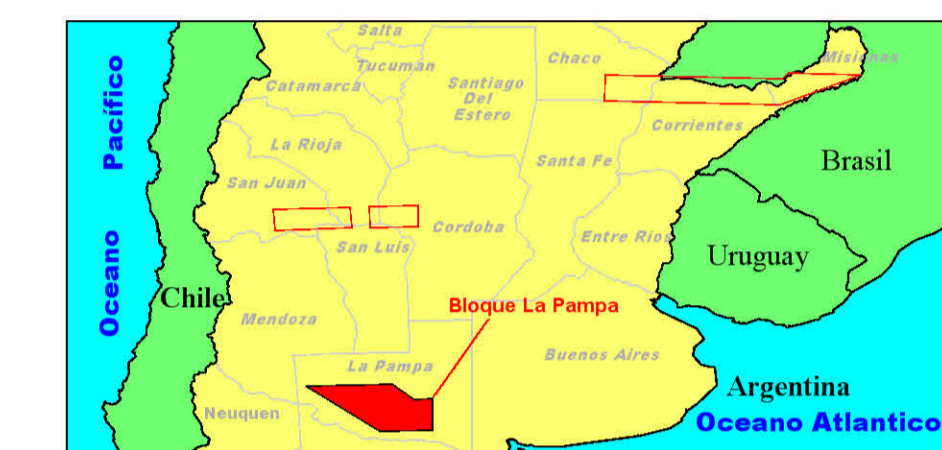 Salta
Misiones
Chaco
Tucumán
Catamarca
Santiago
Del
Estero
Corrientes
La Rioja
Santa Fe
Brasil
San Juan
Cordoba
Entre Rios
San Luis
Uruguay
Oceano Pacífico
Chile
Bloque La Pampa
Mendoza
Buenos Aires
La Pampa
Argentina
Neuquen
Oceano Atlantico